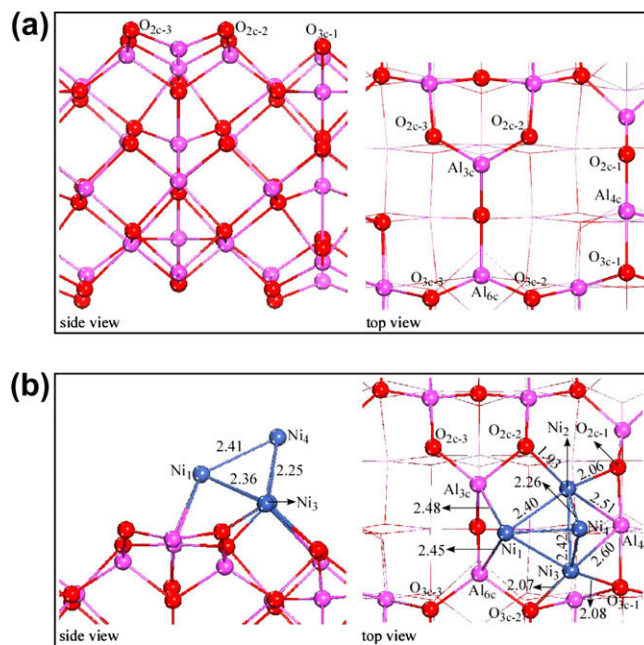 (a)
O2c-3 O2c-2 O3c-1
side view
O2c-3 O2c-2
O2c-1
Al3c
Al4c
O3c-1
O3c-3 O3c-2
Al6c
top view
(b)
Ni4
2.41
Ni1
2.36 2.25
Ni3
side view
Ni2
O2c-1
O2c-3 O2c-2
1.93 2.06
Al3c 2.26
2.51
2.48 2.40
Ni4 Al4
2.42
2.45 Ni1 2.60
Ni3
Al6c 2.07
O3c-3 O3c-1
O3c-2 2.08
top view